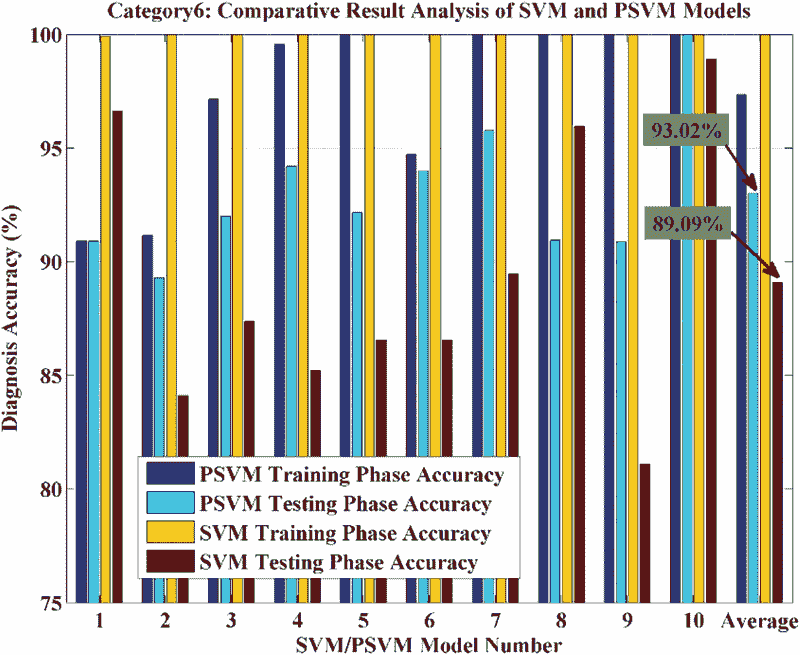 Category6: Comparative Result Analysis of SVM and PSVM Models
100
95
90
85
80
75
Diagnosis Accuracy (%)
93.02%
89.09%
PSVM Training Phase Accuracy
PSVM Testing Phase Accuracy
SVM Training Phase Accuracy
SVM Testing Phase Accuracy
1 2 3 4 5 6 7 8 9 10 Average
SVM/PSVM Model Number